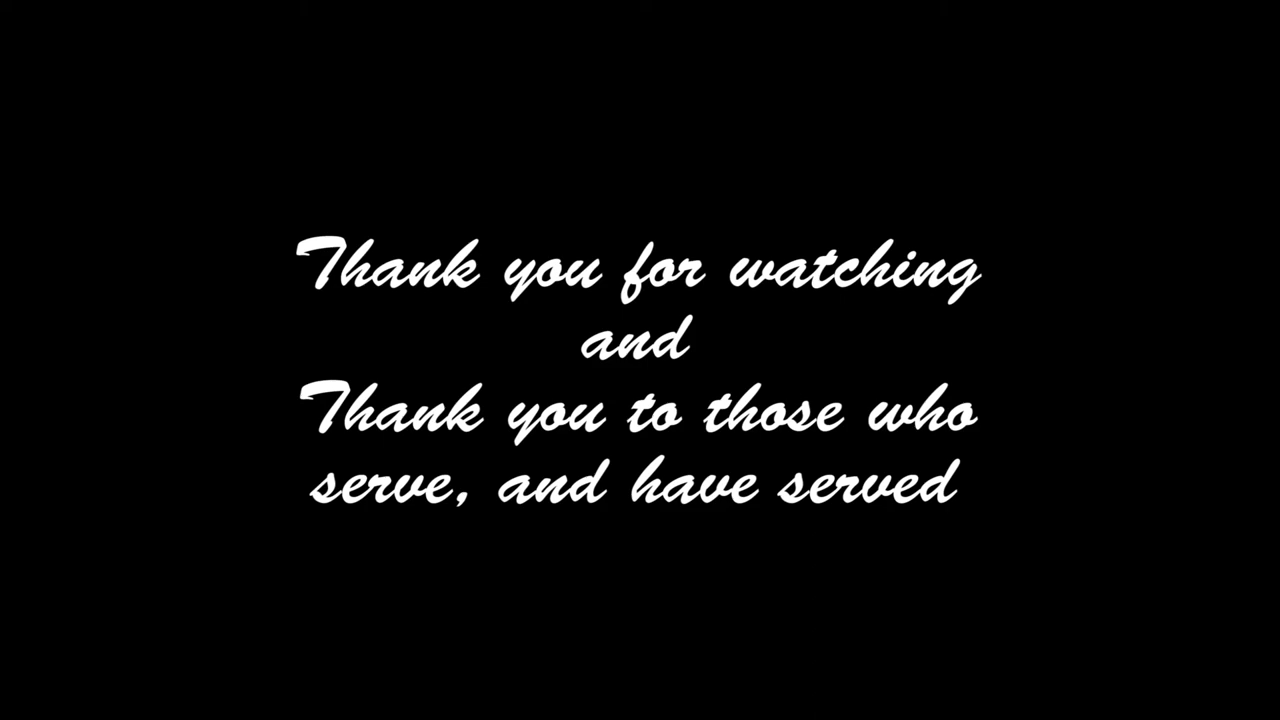 Thank you for watching
and
Thank you to those who
serve, and have served